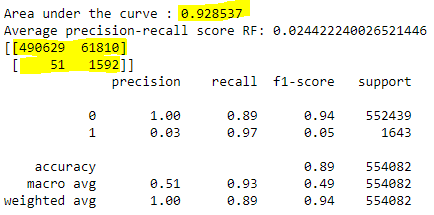 Area under the curve : 0.928537
Average precision-recall score RF: 0.024422240026521446
[[490629 61810]
[ 51 1592]]
precision recall f1-score support
0 1.00 0.89 0.94 552439
1 0.03 0.97 0.05 1643
accuracy 0.89 554082
macro avg 0.51 0.93 0.49 554082
weighted avg 1.00 0.89 0.94 554082